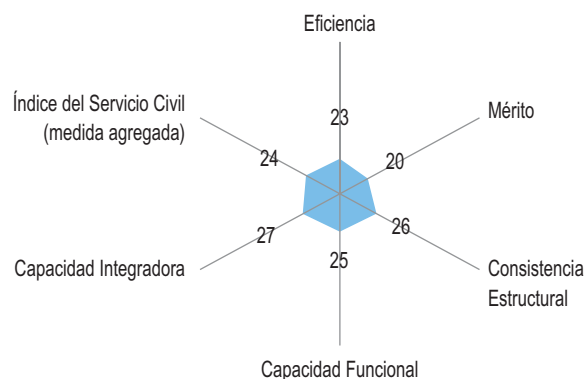 Eficiencia
23
Índice del Servicio Civil
(medida agregada)
24
Mérito
20
27
Capacidad Integradora
26
Consistencia
Estructural
25
Capacidad Funcional